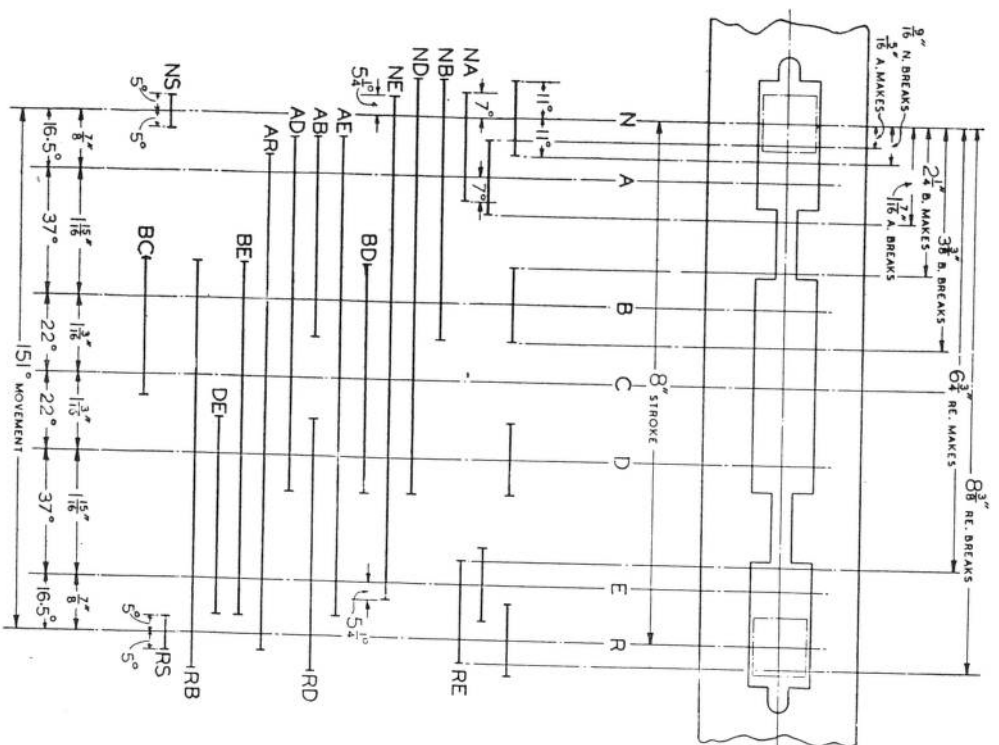 9/16" N. BREAKS
5/16" A. MAKES
1 7/16" A. BREAKS
2 1/4" B. MAKES
3 3/8" B. BREAKS
6 3/4" RE. MAKES
8 3/8" RE. BREAKS
N
A
B
C
D
E
R
8" STROKE
11°
11°
7°
7°
NA
NB
ND
NE
5 1/4°
5 1/4°
RE
BD
AE
AB
AD
AR
RD
BE
DE
RB
BC
NS
5°
5°
RS
5°
5°
7/8"
1 15/16"
1 3/16"
1 3/16"
1 15/16"
7/8"
16·5°
37°
22°
22°
37°
16·5°
151° MOVEMENT